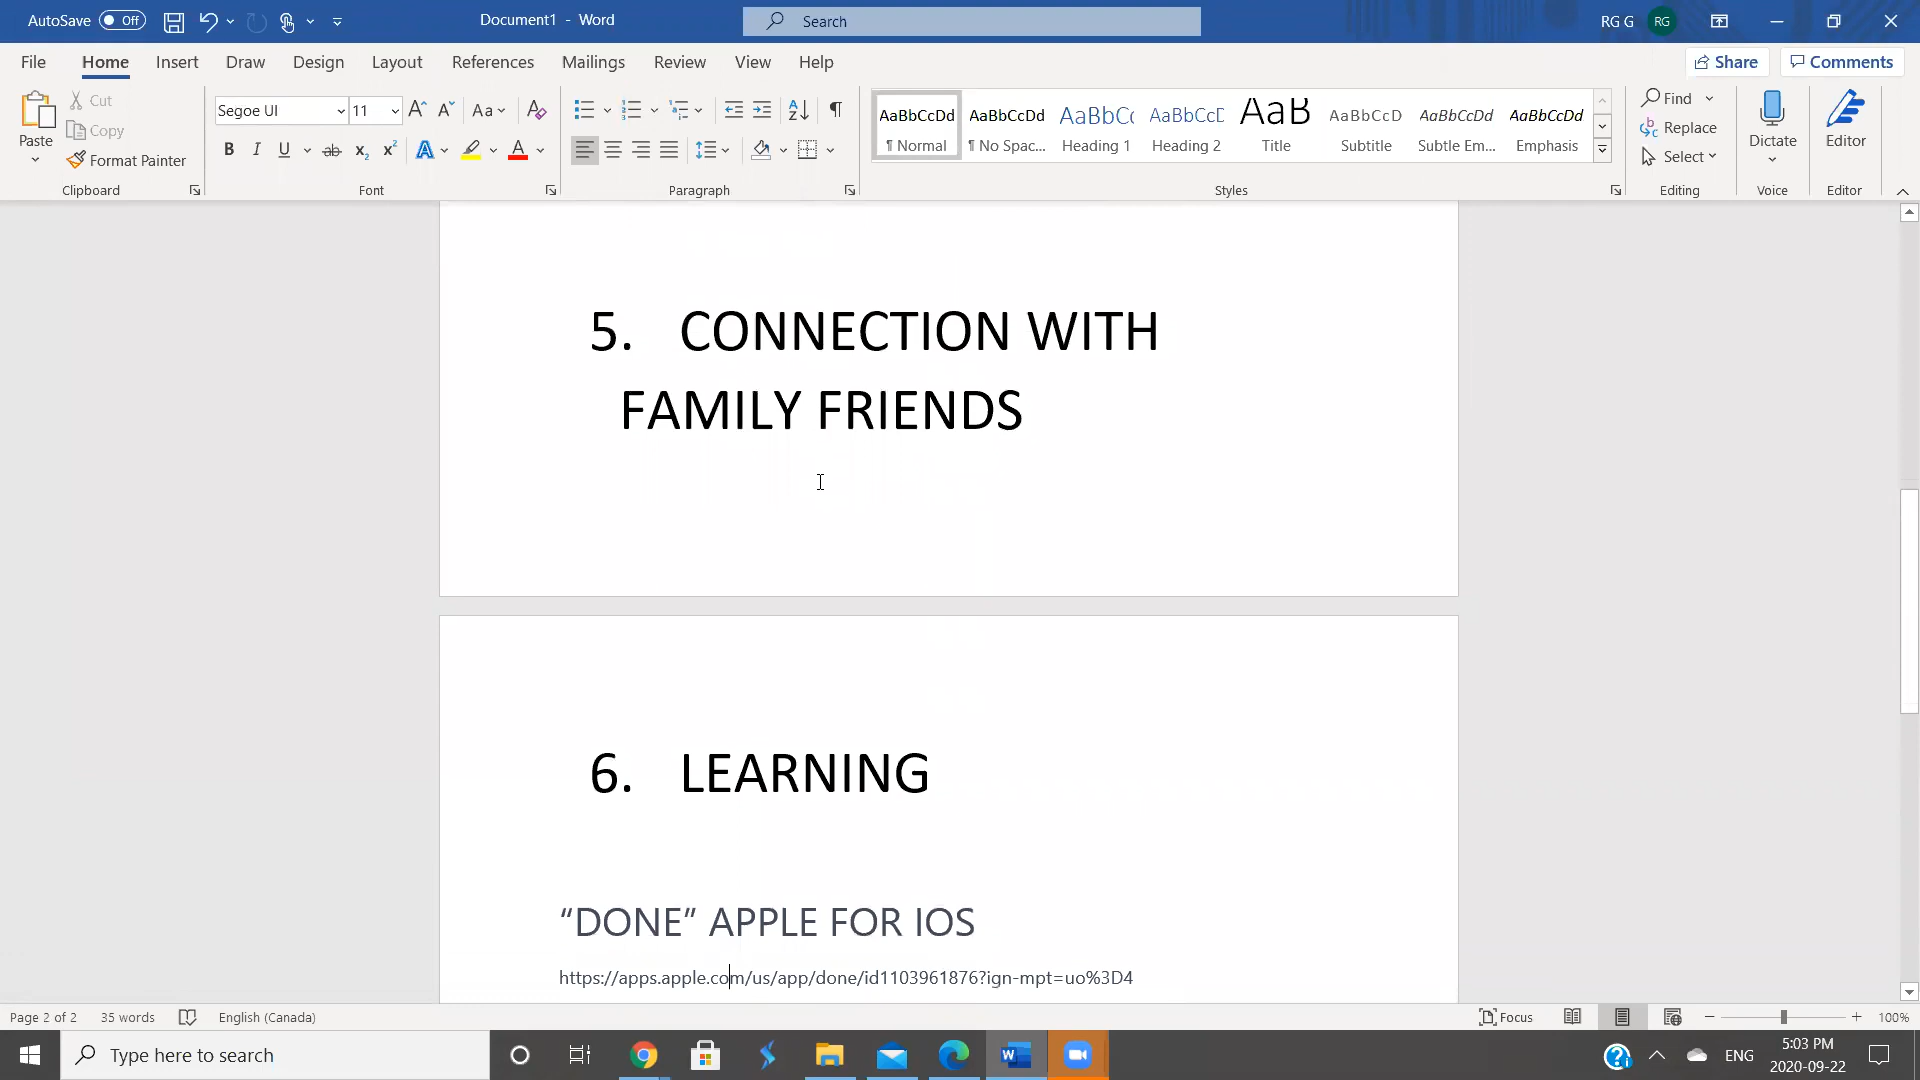 AutoSave Off Document1 - Word Search RG G RG
File Home Insert Draw Design Layout References Mailings Review View Help Share Comments
Paste Cut Copy Format Painter Clipboard
Segoe UI 11 Aa Font
Paragraph
AaBbCcDd AaBbCcDd AaBbCc AaBbCcD AaB AaBbCcD AaBbCcDd AaBbCcDd
¶ Normal ¶ No Spac... Heading 1 Heading 2 Title Subtitle Subtle Em... Emphasis
Styles
Find Replace Select Editing
Dictate Voice
Editor Editor
5. CONNECTION WITH
FAMILY FRIENDS
6. LEARNING
“DONE” APPLE FOR IOS
https://apps.apple.com/us/app/done/id1103961876?ign-mpt=uo%3D4
Page 2 of 2 35 words English (Canada) Focus 100%
Type here to search ENG 5:03 PM
2020-09-22